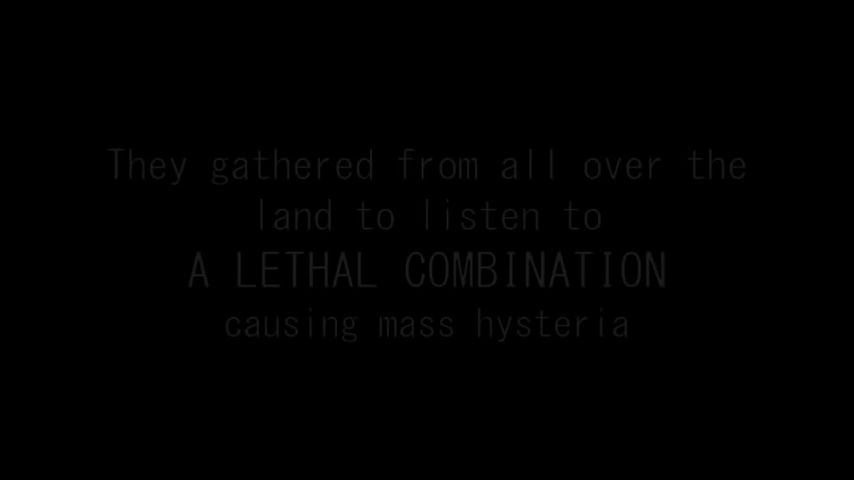 They gathered from all over the
land to listen to
A LETHAL COMBINATION
causing mass hysteria